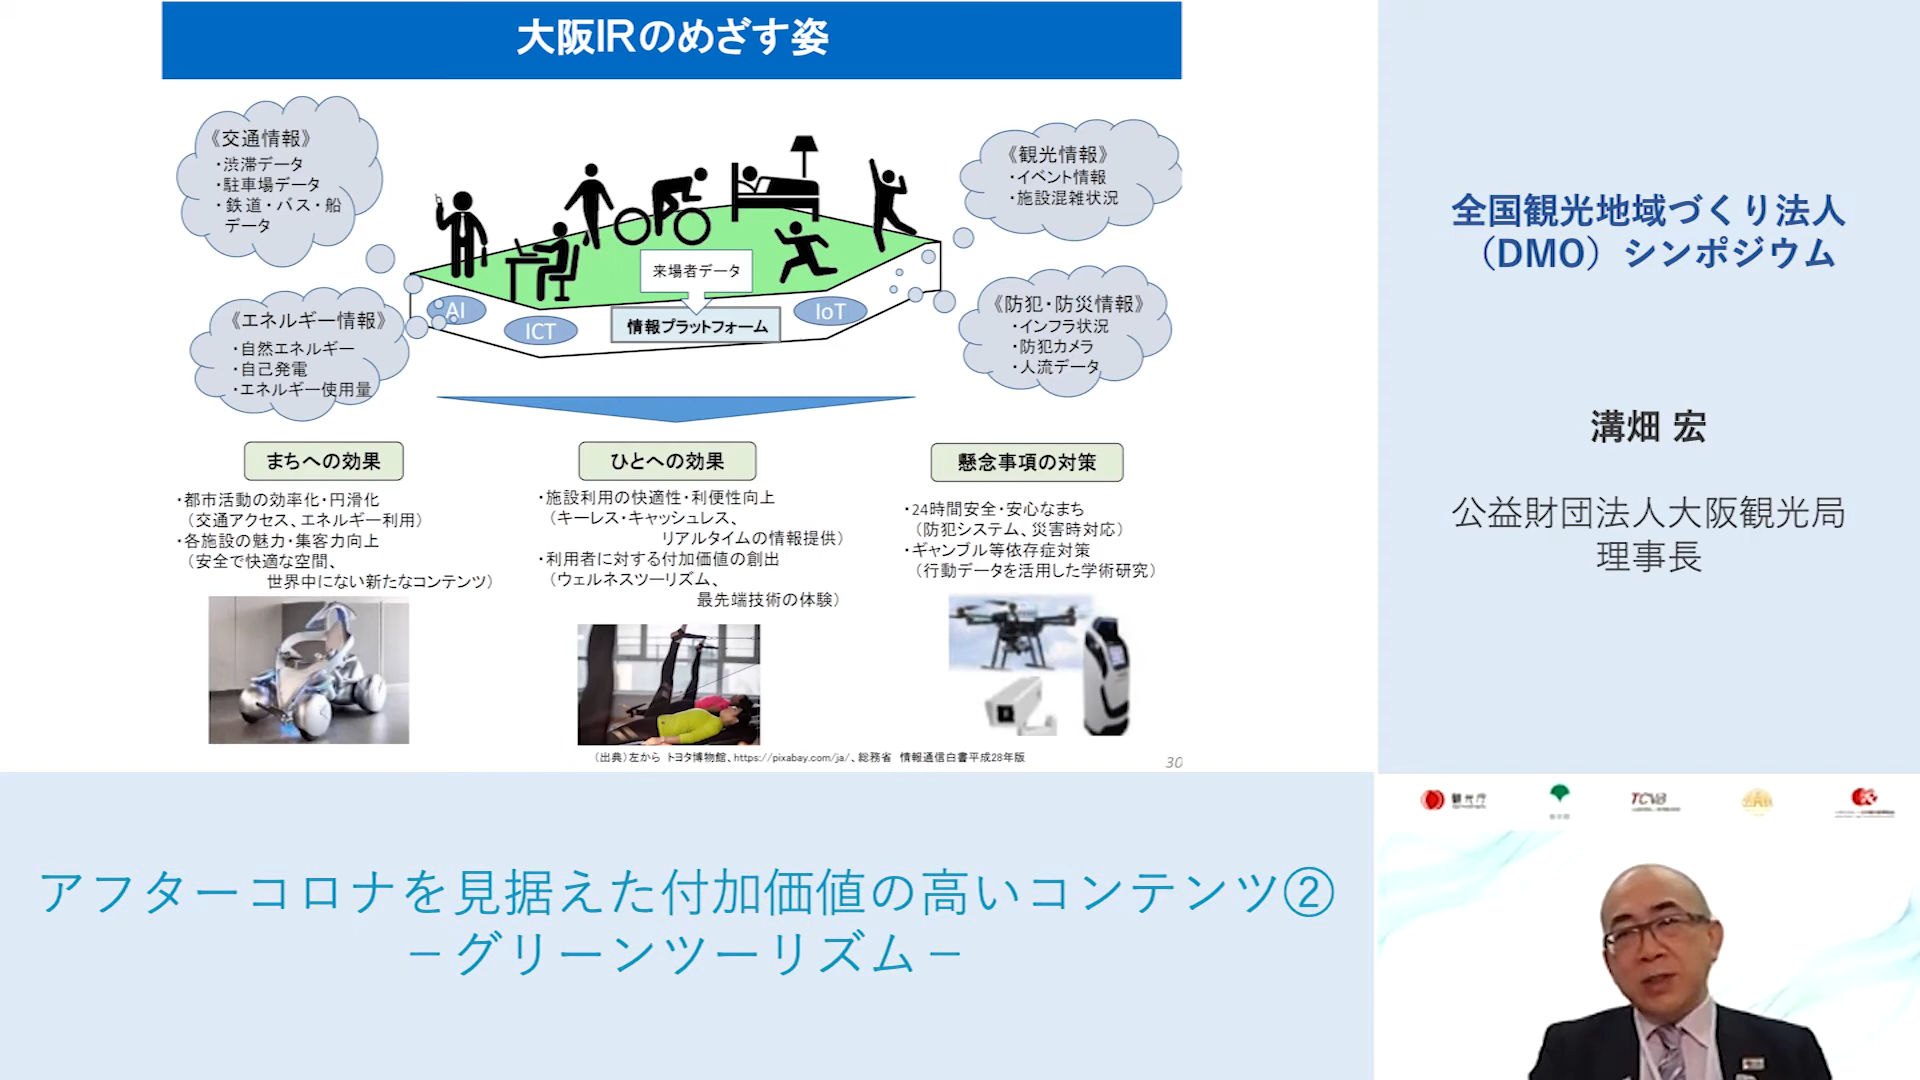 大阪IRのめざす姿
《交通情報》
・渋滞データ
・駐車場データ
・鉄道・バス・船
データ
《エネルギー情報》
・自然エネルギー
・自己発電
・エネルギー使用量
《観光情報》
・イベント情報
・施設混雑状況
《防犯・防災情報》
・インフラ状況
・防犯カメラ
・人流データ
来場者データ
AI
ICT
情報プラットフォーム
IoT
まちへの効果
・都市活動の効率化・円滑化
（交通アクセス、エネルギー利用）
・各施設の魅力・集客力向上
（安全で快適な空間、
世界中にない新たなコンテンツ）
ひとへの効果
・施設利用の快適性・利便性向上
（キーレス・キャッシュレス、
リアルタイムの情報提供）
・利用者に対する付加価値の創出
（ウェルネスツーリズム、
最先端技術の体験）
懸念事項の対策
・24時間安全・安心なまち
（防犯システム、災害時対応）
・ギャンブル等依存症対策
（行動データを活用した学術研究）
（出典）左から トヨタ博物館、https://pixabay.com/ja/、総務省 情報通信白書平成28年版
30
全国観光地域づくり法人
（DMO）シンポジウム
溝畑 宏
公益財団法人大阪観光局
理事長
アフターコロナを見据えた付加価値の高いコンテンツ②
－グリーンツーリズム－
観光庁
TCVB